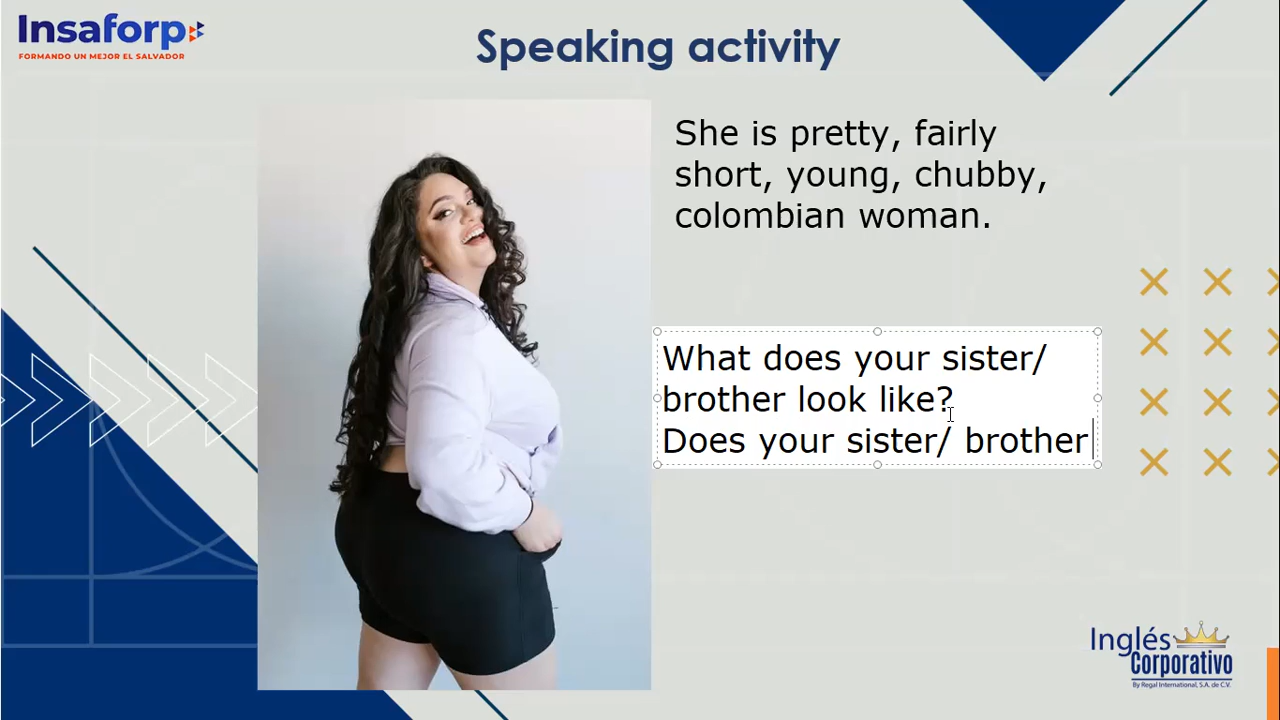 Insaforp
FORMANDO UN MEJOR EL SALVADOR
Speaking activity
She is pretty, fairly
short, young, chubby,
colombian woman.
What does your sister/
brother look like?
Does your sister/ brother
Inglés
Corporativo
By Regal International, S.A. de C.V.